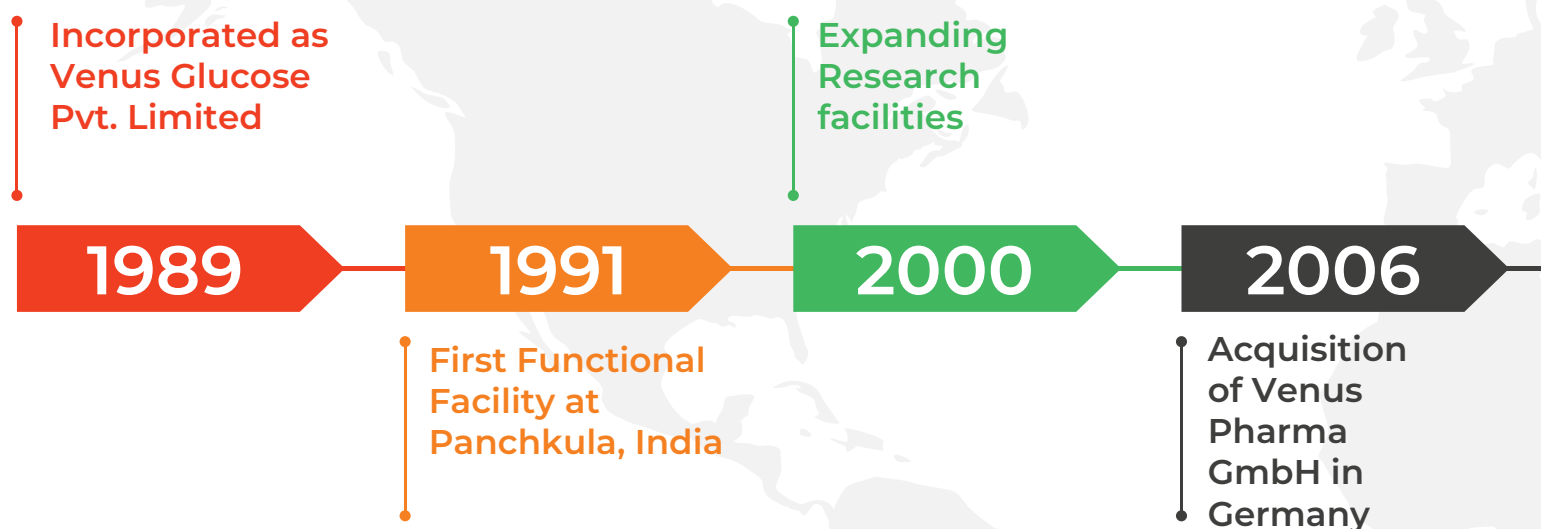 Incorporated as
Venus Glucose
Pvt. Limited
Expanding
Research
facilities
1989
1991
2000
2006
First Functional
Facility at
Panchkula, India
Acquisition
of Venus
Pharma
GmbH in
Germany